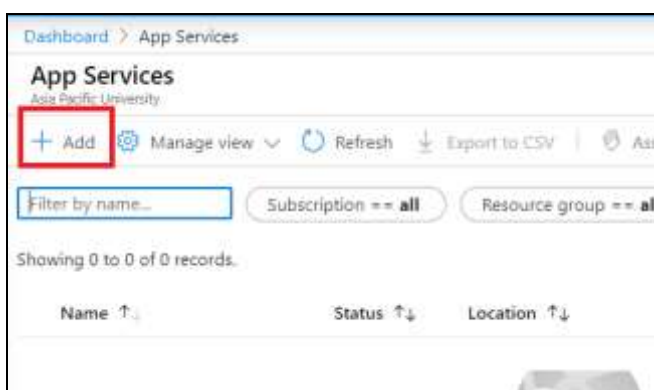 Dashboard > App Services
App Services
Asia Pacific University
+ Add Manage view Refresh Export to CSV
Filter by name... Subscription == all Resource group == al
Showing 0 to 0 of 0 records.
Name ↑↓ Status ↑↓ Location ↑↓